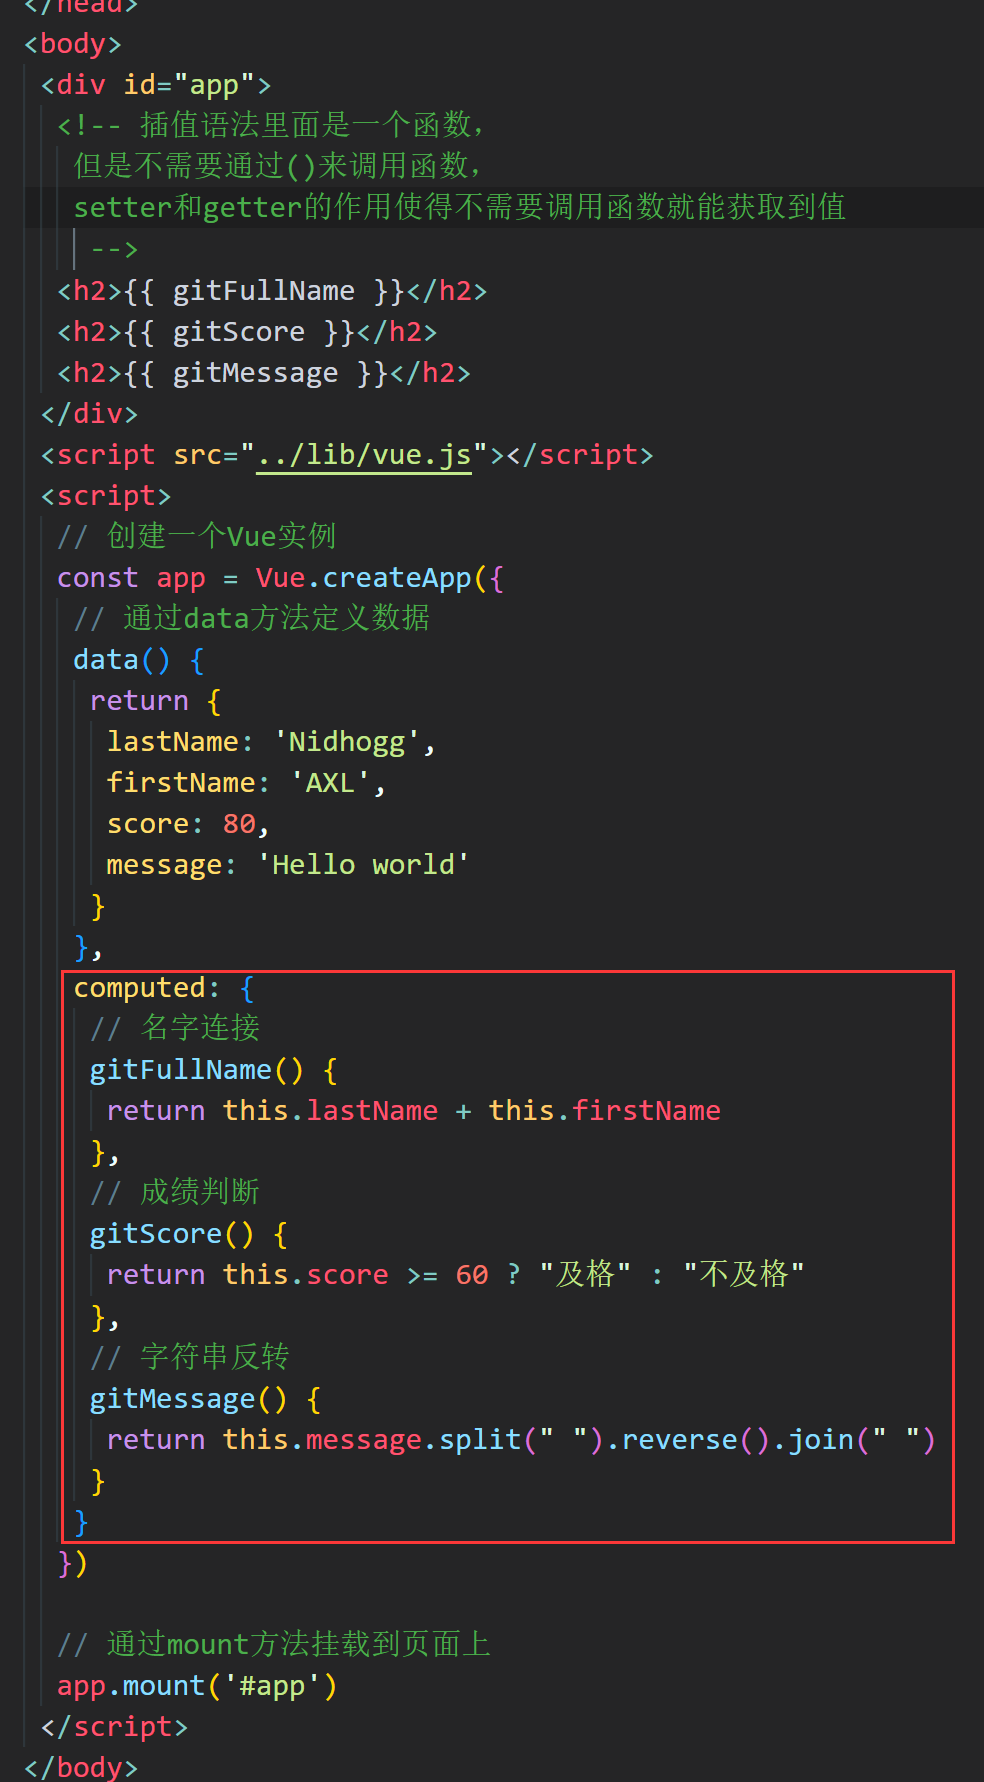 </head>
<body>
<div id="app">
<!-- 插值语法里面是一个函数，
但是不需要通过()来调用函数，
setter和getter的作用使得不需要调用函数就能获取到值
-->
<h2>{{ gitFullName }}</h2>
<h2>{{ gitScore }}</h2>
<h2>{{ gitMessage }}</h2>
</div>
<script src="../lib/vue.js"></script>
<script>
// 创建一个Vue实例
const app = Vue.createApp({
// 通过data方法定义数据
data() {
return {
lastName: 'Nidhogg',
firstName: 'AXL',
score: 80,
message: 'Hello world'
}
},
computed: {
// 名字连接
gitFullName() {
return this.lastName + this.firstName
},
// 成绩判断
gitScore() {
return this.score >= 60 ? "及格" : "不及格"
},
// 字符串反转
gitMessage() {
return this.message.split(" ").reverse().join(" ")
}
}
})
// 通过mount方法挂载到页面上
app.mount('#app')
</script>
</body>